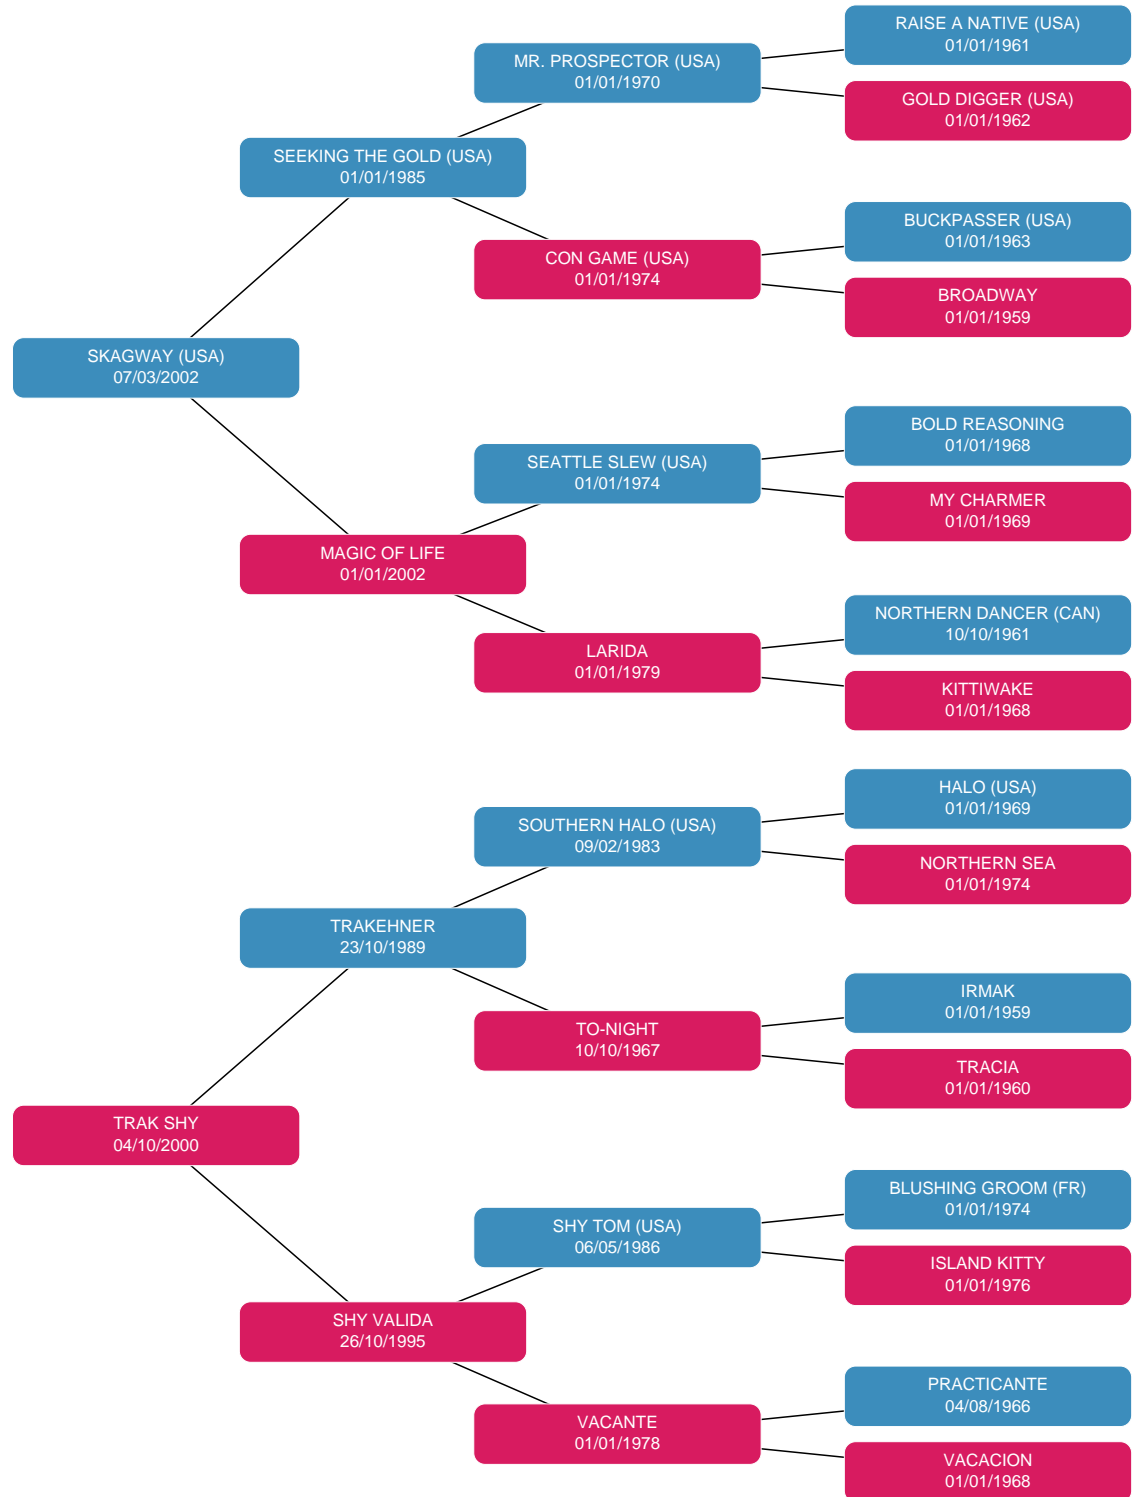 RAISE A NATIVE (USA)
01/01/1961
MR. PROSPECTOR (USA)
01/01/1970
GOLD DIGGER (USA)
01/01/1962
SEEKING THE GOLD (USA)
01/01/1985
BUCKPASSER (USA)
01/01/1963
CON GAME (USA)
01/01/1974
BROADWAY
01/01/1959
SKAGWAY (USA)
07/03/2002
BOLD REASONING
01/01/1968
SEATTLE SLEW (USA)
01/01/1974
MY CHARMER
01/01/1969
MAGIC OF LIFE
01/01/2002
NORTHERN DANCER (CAN)
10/10/1961
LARIDA
01/01/1979
KITTIWAKE
01/01/1968
HALO (USA)
01/01/1969
SOUTHERN HALO (USA)
09/02/1983
NORTHERN SEA
01/01/1974
TRAKEHNER
23/10/1989
IRMAK
01/01/1959
TO-NIGHT
10/10/1967
TRACIA
01/01/1960
TRAK SHY
04/10/2000
BLUSHING GROOM (FR)
01/01/1974
SHY TOM (USA)
06/05/1986
ISLAND KITTY
01/01/1976
SHY VALIDA
26/10/1995
PRACTICANTE
04/08/1966
VACANTE
01/01/1978
VACACION
01/01/1968